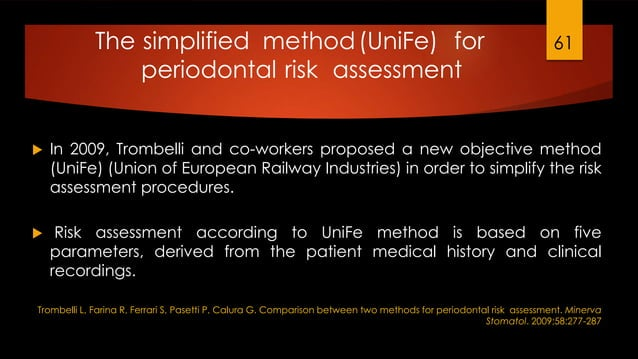 The simplified method (UniFe) for
periodontal risk assessment
61
In 2009, Trombelli and co-workers proposed a new objective method
(UniFe) (Union of European Railway Industries) in order to simplify the risk
assessment procedures.
Risk assessment according to UniFe method is based on five
parameters, derived from the patient medical history and clinical
recordings.
Trombelli L, Farina R, Ferrari S, Pasetti P, Calura G. Comparison between two methods for periodontal risk assessment. Minerva
Stomatol. 2009;58:277-287